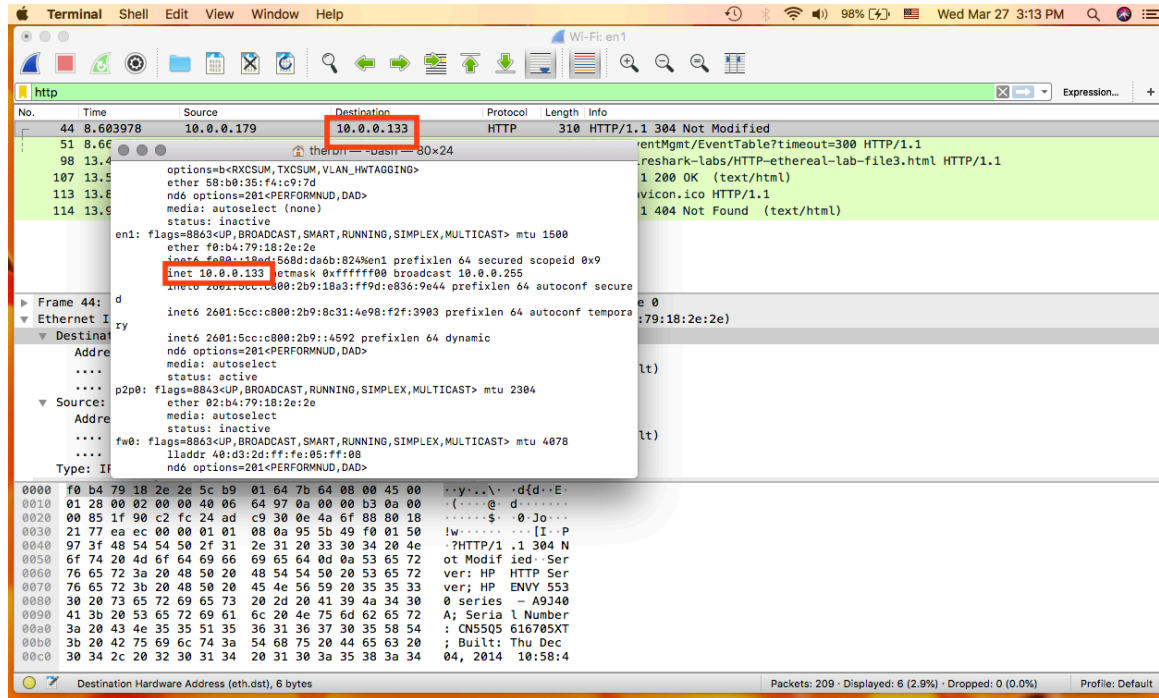 Terminal Shell Edit View Window Help 98% Wed Mar 27 3:13 PM
Wi-Fi: en1
http Expression... +
No. Time Source Destination Protocol Length Info
44 8.603978 10.0.0.179 10.0.0.133 HTTP 310 HTTP/1.1 304 Not Modified
51 8.66 entMgmt/EventTable?timeout=300 HTTP/1.1
98 13.4 reshark-labs/HTTP-ethereal-lab-file3.html HTTP/1.1
107 13.5 1 200 OK (text/html)
113 13.8 vicon.ico HTTP/1.1
114 13.9 1 404 Not Found (text/html)
theron — -bash — 80×24
options=b<RXCSUM,TXCSUM,VLAN_HWTAGGING>
ether 58:b0:35:f4:c9:7d
nd6 options=201<PERFORMNUD,DAD>
media: autoselect (none)
status: inactive
en1: flags=8863<UP,BROADCAST,SMART,RUNNING,SIMPLEX,MULTICAST> mtu 1500
ether f0:b4:79:18:2e:2e
inet6 fe80::18ed:568d:da6b:824%en1 prefixlen 64 secured scopeid 0x9
inet 10.0.0.133 netmask 0xffffff00 broadcast 10.0.0.255
inet6 2601:5cc:c800:2b9:18a3:ff9d:e836:9e44 prefixlen 64 autoconf secure
d
inet6 2601:5cc:c800:2b9:8c31:4e98:f2f:3903 prefixlen 64 autoconf tempora
ry
inet6 2601:5cc:c800:2b9::4592 prefixlen 64 dynamic
nd6 options=201<PERFORMNUD,DAD>
media: autoselect
status: active
p2p0: flags=8843<UP,BROADCAST,RUNNING,SIMPLEX,MULTICAST> mtu 2304
ether 02:b4:79:18:2e:2e
media: autoselect
status: inactive
fw0: flags=8863<UP,BROADCAST,SMART,RUNNING,SIMPLEX,MULTICAST> mtu 4078
lladdr 40:d3:2d:ff:fe:05:ff:08
nd6 options=201<PERFORMNUD,DAD>
Frame 44: e 0
Ethernet I :79:18:2e:2e)
Destinat
Addre
.... lt)
....
Source:
Addre
.... lt)
....
Type: IP
0000 f0 b4 79 18 2e 2e 5c b9 01 64 7b 64 08 00 45 00 ··y·..\· ·d{d··E·
0010 01 28 00 02 00 00 40 06 64 97 0a 00 00 b3 0a 00 ·(····@· d·······
0020 00 85 1f 90 c2 fc 24 ad c9 30 0e 4a 6f 88 80 18 ······$· ·0·Jo···
0030 21 77 ea ec 00 00 01 01 08 0a 95 5b 49 f0 01 50 !w······ ···[I··P
0040 97 3f 48 54 54 50 2f 31 2e 31 20 33 30 34 20 4e ·?HTTP/1 .1 304 N
0050 6f 74 20 4d 6f 64 69 66 69 65 64 0d 0a 53 65 72 ot Modif ied··Ser
0060 76 65 72 3a 20 48 50 20 48 54 54 50 20 53 65 72 ver: HP HTTP Ser
0070 76 65 72 3b 20 48 50 20 45 4e 56 59 20 35 35 33 ver; HP ENVY 553
0080 30 20 73 65 72 69 65 73 20 2d 20 41 39 4a 34 30 0 series - A9J40
0090 41 3b 20 53 65 72 69 61 6c 20 4e 75 6d 62 65 72 A; Seria l Number
00a0 3a 20 43 4e 35 35 51 35 36 31 36 37 30 35 58 54 : CN55Q5 616705XT
00b0 3b 20 42 75 69 6c 74 3a 54 68 75 20 44 65 63 20 ; Built: Thu Dec
00c0 30 34 2c 20 32 30 31 34 20 31 30 3a 35 38 3a 34 04, 2014 10:58:4
Destination Hardware Address (eth.dst), 6 bytes Packets: 209 · Displayed: 6 (2.9%) · Dropped: 0 (0.0%) Profile: Default